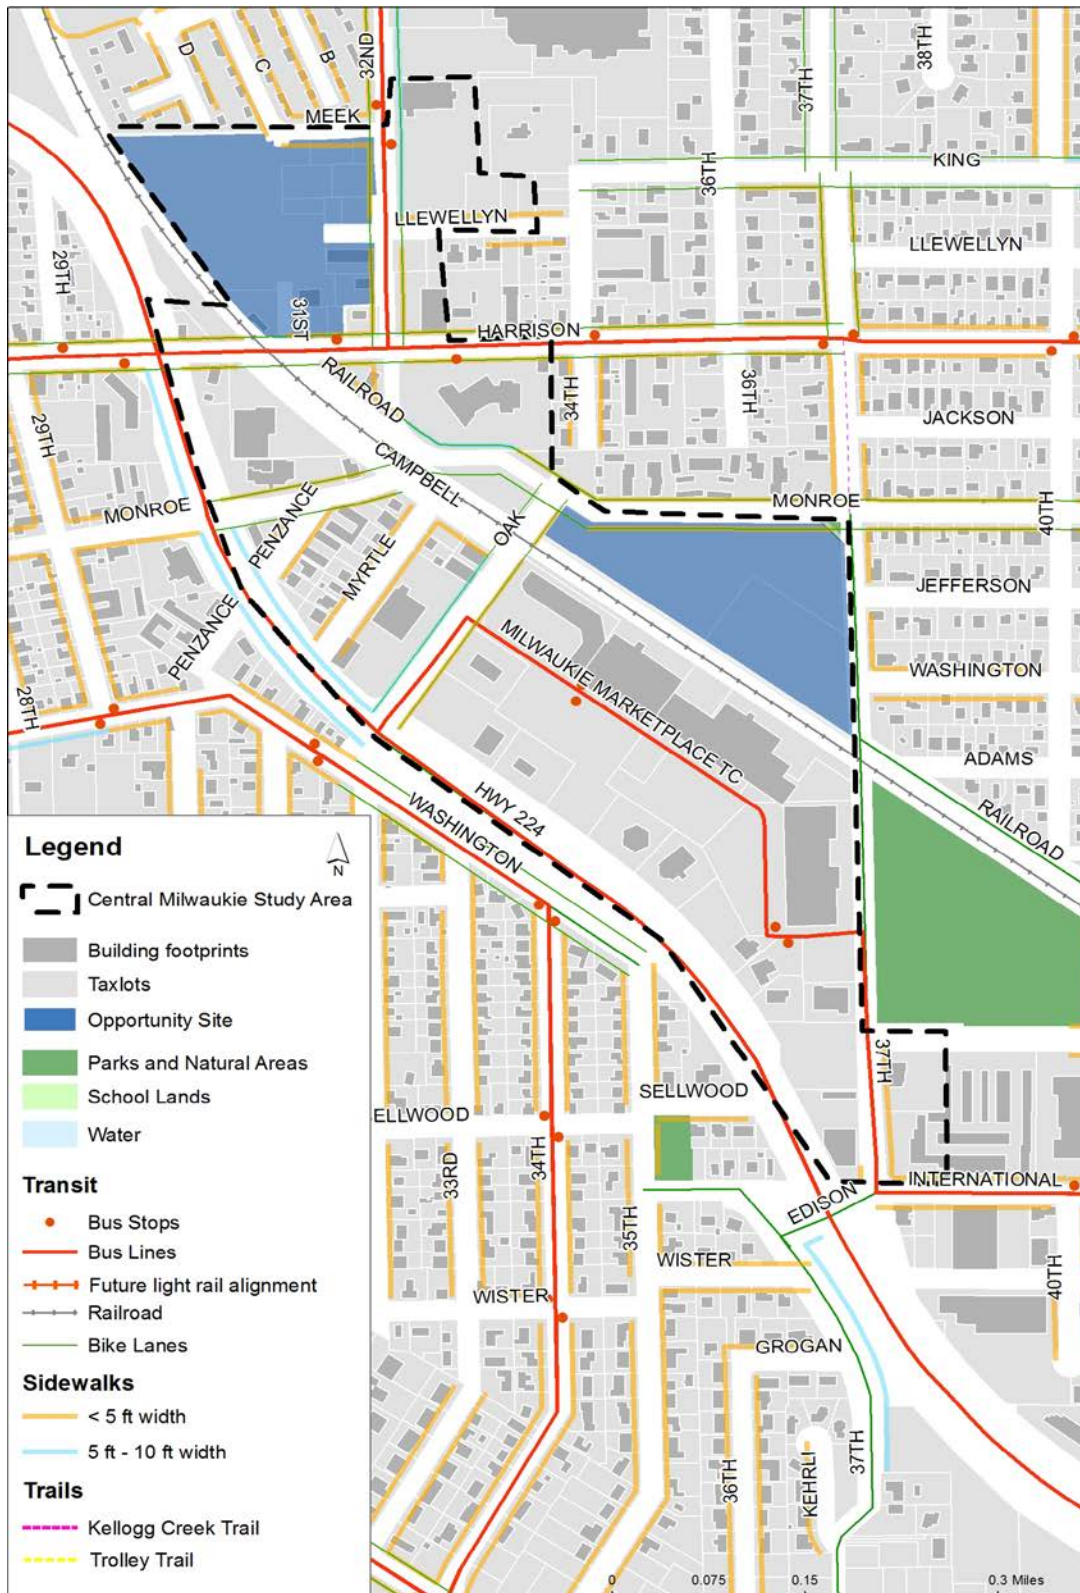 D
C
B
32ND
MEEK
37TH
38TH
36TH
KING
LLEWELLYN
LLEWELLYN
29TH
31ST
HARRISON
RAILROAD
34TH
36TH
JACKSON
29TH
CAMPBELL
MONROE
MONROE
40TH
PENZANCE
OAK
MYRTLE
JEFFERSON
PENZANCE
MILWAUKIE MARKETPLACE TC
WASHINGTON
28TH
ADAMS
HWY 224
WASHINGTON
RAILROAD
37TH
SELLWOOD
ELLWOOD
33RD
34TH
35TH
INTERNATIONAL
EDISON
WISTER
WISTER
40TH
GROGAN
36TH
KEHRLI
37TH
Legend
N
Central Milwaukie Study Area
Building footprints
Taxlots
Opportunity Site
Parks and Natural Areas
School Lands
Water
Transit
Bus Stops
Bus Lines
Future light rail alignment
Railroad
Bike Lanes
Sidewalks
< 5 ft width
5 ft - 10 ft width
Trails
Kellogg Creek Trail
Trolley Trail
0 0.075 0.15 0.3 Miles